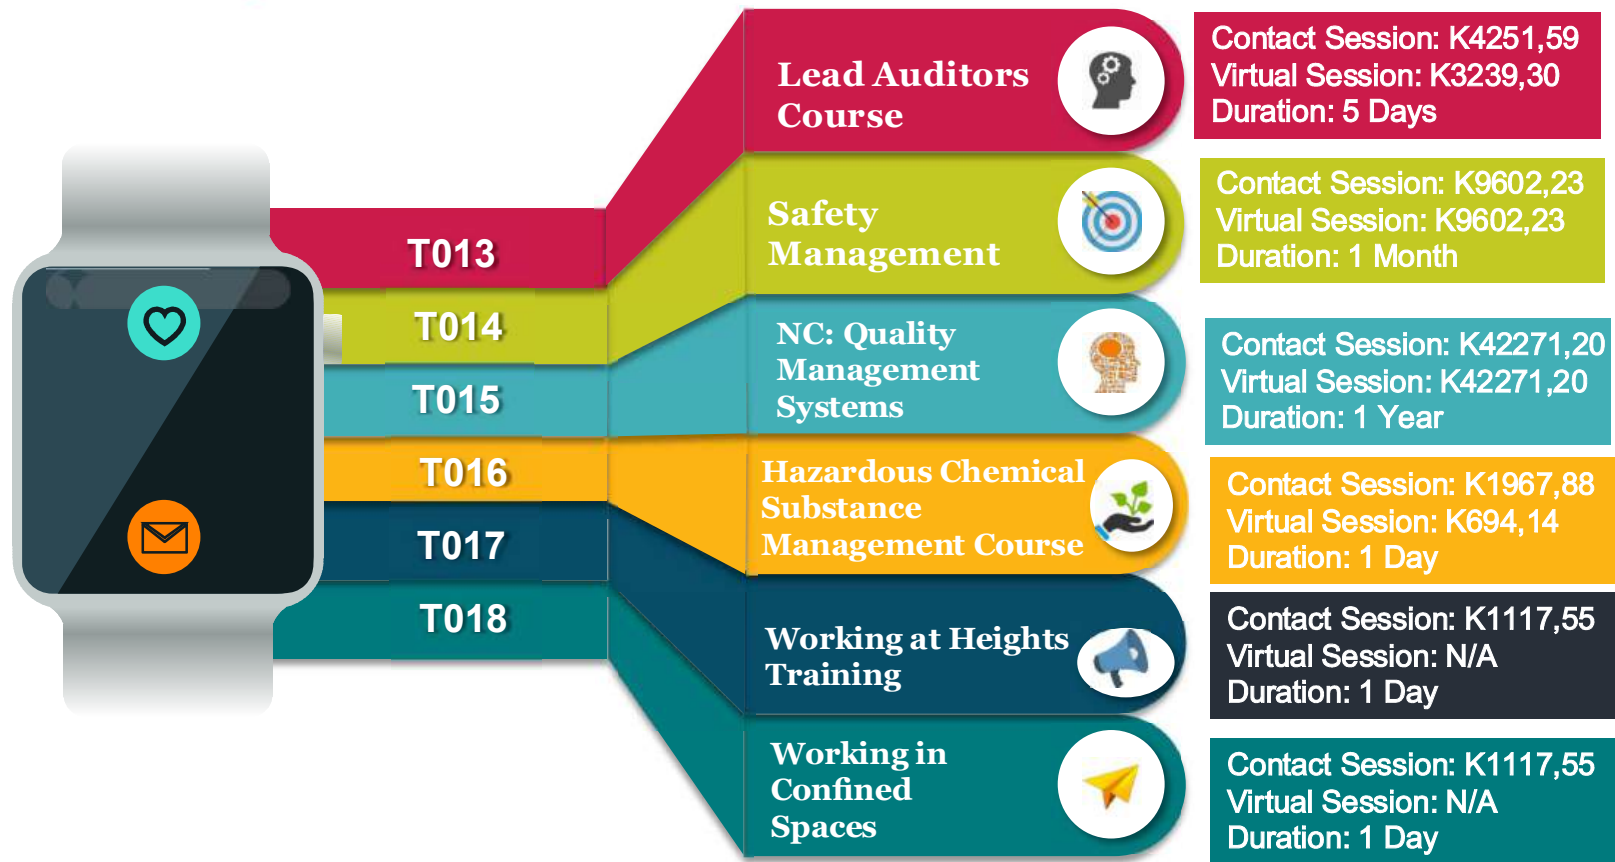 T013
Lead Auditors
Course
Contact Session: K4251,59
Virtual Session: K3239,30
Duration: 5 Days
T014
Safety
Management
Contact Session: K9602,23
Virtual Session: K9602,23
Duration: 1 Month
T015
NC: Quality
Management
Systems
Contact Session: K42271,20
Virtual Session: K42271,20
Duration: 1 Year
T016
Hazardous Chemical
Substance
Management Course
Contact Session: K1967,88
Virtual Session: K694,14
Duration: 1 Day
T017
Working at Heights
Training
Contact Session: K1117,55
Virtual Session: N/A
Duration: 1 Day
T018
Working in
Confined
Spaces
Contact Session: K1117,55
Virtual Session: N/A
Duration: 1 Day